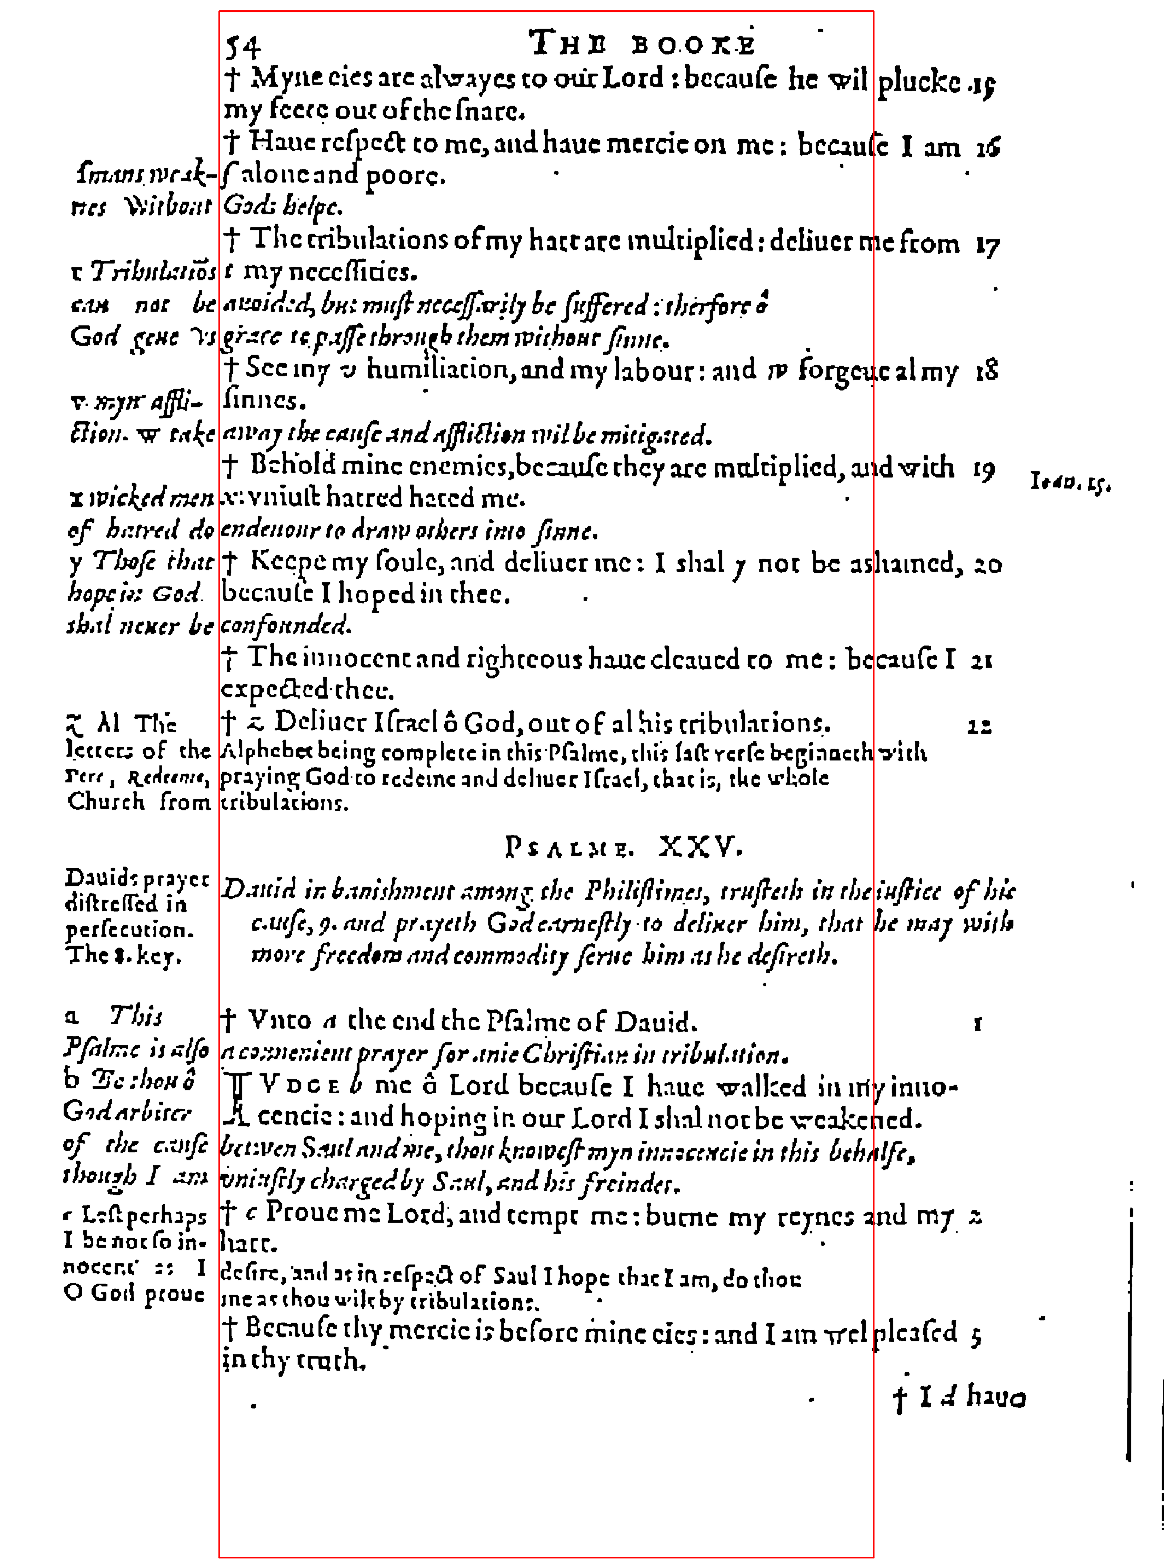 54 THE BOOKE
† Myne eies are alwayes to our Lord : because he wil plucke 15
my feete out of the snare.
† Haue respect to me, and haue mercie on me : because I am 16
ſ mans weak- ſ alone and poore.
nes Without Gods helpe.
† The tribulations of my hart are multiplied : deliuer me from 17
t Tribulatiõs t my necessities.
can not be auoided, but must necessarily be suffered : therfore ô
God geue vs grace to passe through them without sinne.
† See my v humiliation, and my labour : and w forgeue al my 18
v. myn affli- sinnes.
ction. w take away the cause and affliction wil be mitigated.
† Behold mine enemies, because they are multiplied, and with 19
Ioan. 15.
x wicked men x vniust hatred hated me.
of hatred do endeuour to draw others into sinne.
y Those that † Keepe my soule, and deliuer me : I shal y not be ashamed, 20
hope in God because I hoped in thee.
shal neuer be confounded.
† The innocent and righteous haue cleaued to me : because I 21
expected thee.
z Al The † z Deliuer Israel ô God, out of al his tribulations. 22
letters of the Alphabet being complete in this Psalme, this last verse beginneth with
Pere, Redeeme, praying God to redeme and deliuer Israel, that is, the whole
Church from tribulations.
PSALME. XXV.
Dauids prayer
distressed in
persecution.
The 8. key.
Dauid in banishment among the Philistimes, trusteth in the iustice of his
cause, 9. and prayeth God earnestly to deliuer him, that he may with
more freedom and commodity serue him as he desireth.
a This † Vnto a the end the Psalme of Dauid. 1
Psalme is also a conuenient prayer for anie Christian in tribulation.
b Be thou ô IVDGE b me ô Lord because I haue walked in my inno-
God arbiter cencie : and hoping in our Lord I shal not be weakened.
of the cause betwen Saul and me, thou knowest myn innocencie in this behalfe,
though I am vniustly charged by Saul, and his freindes.
c Lest perhaps † c Proue me Lord, and tempt me : burne my reynes and my 2
I be not so in- hart.
nocent as I desire, and as in respect of Saul I hope that I am, do thou
O God proue me as thou wilt by tribulations.
† Because thy mercie is before mine eies : and I am wel pleased 3
in thy truth.
† I d haue